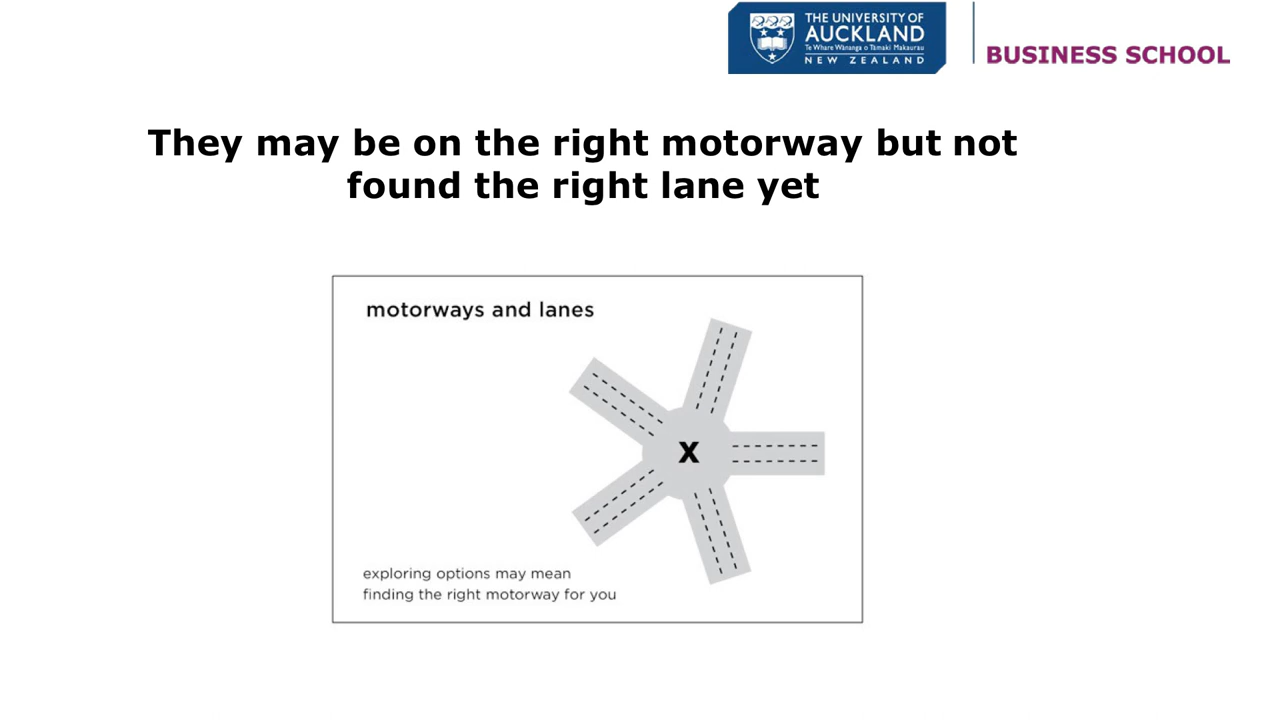 THE UNIVERSITY OF
AUCKLAND
Te Whare Wānanga o Tāmaki Makaurau
NEW ZEALAND
BUSINESS SCHOOL
They may be on the right motorway but not
found the right lane yet
motorways and lanes
X
exploring options may mean
finding the right motorway for you